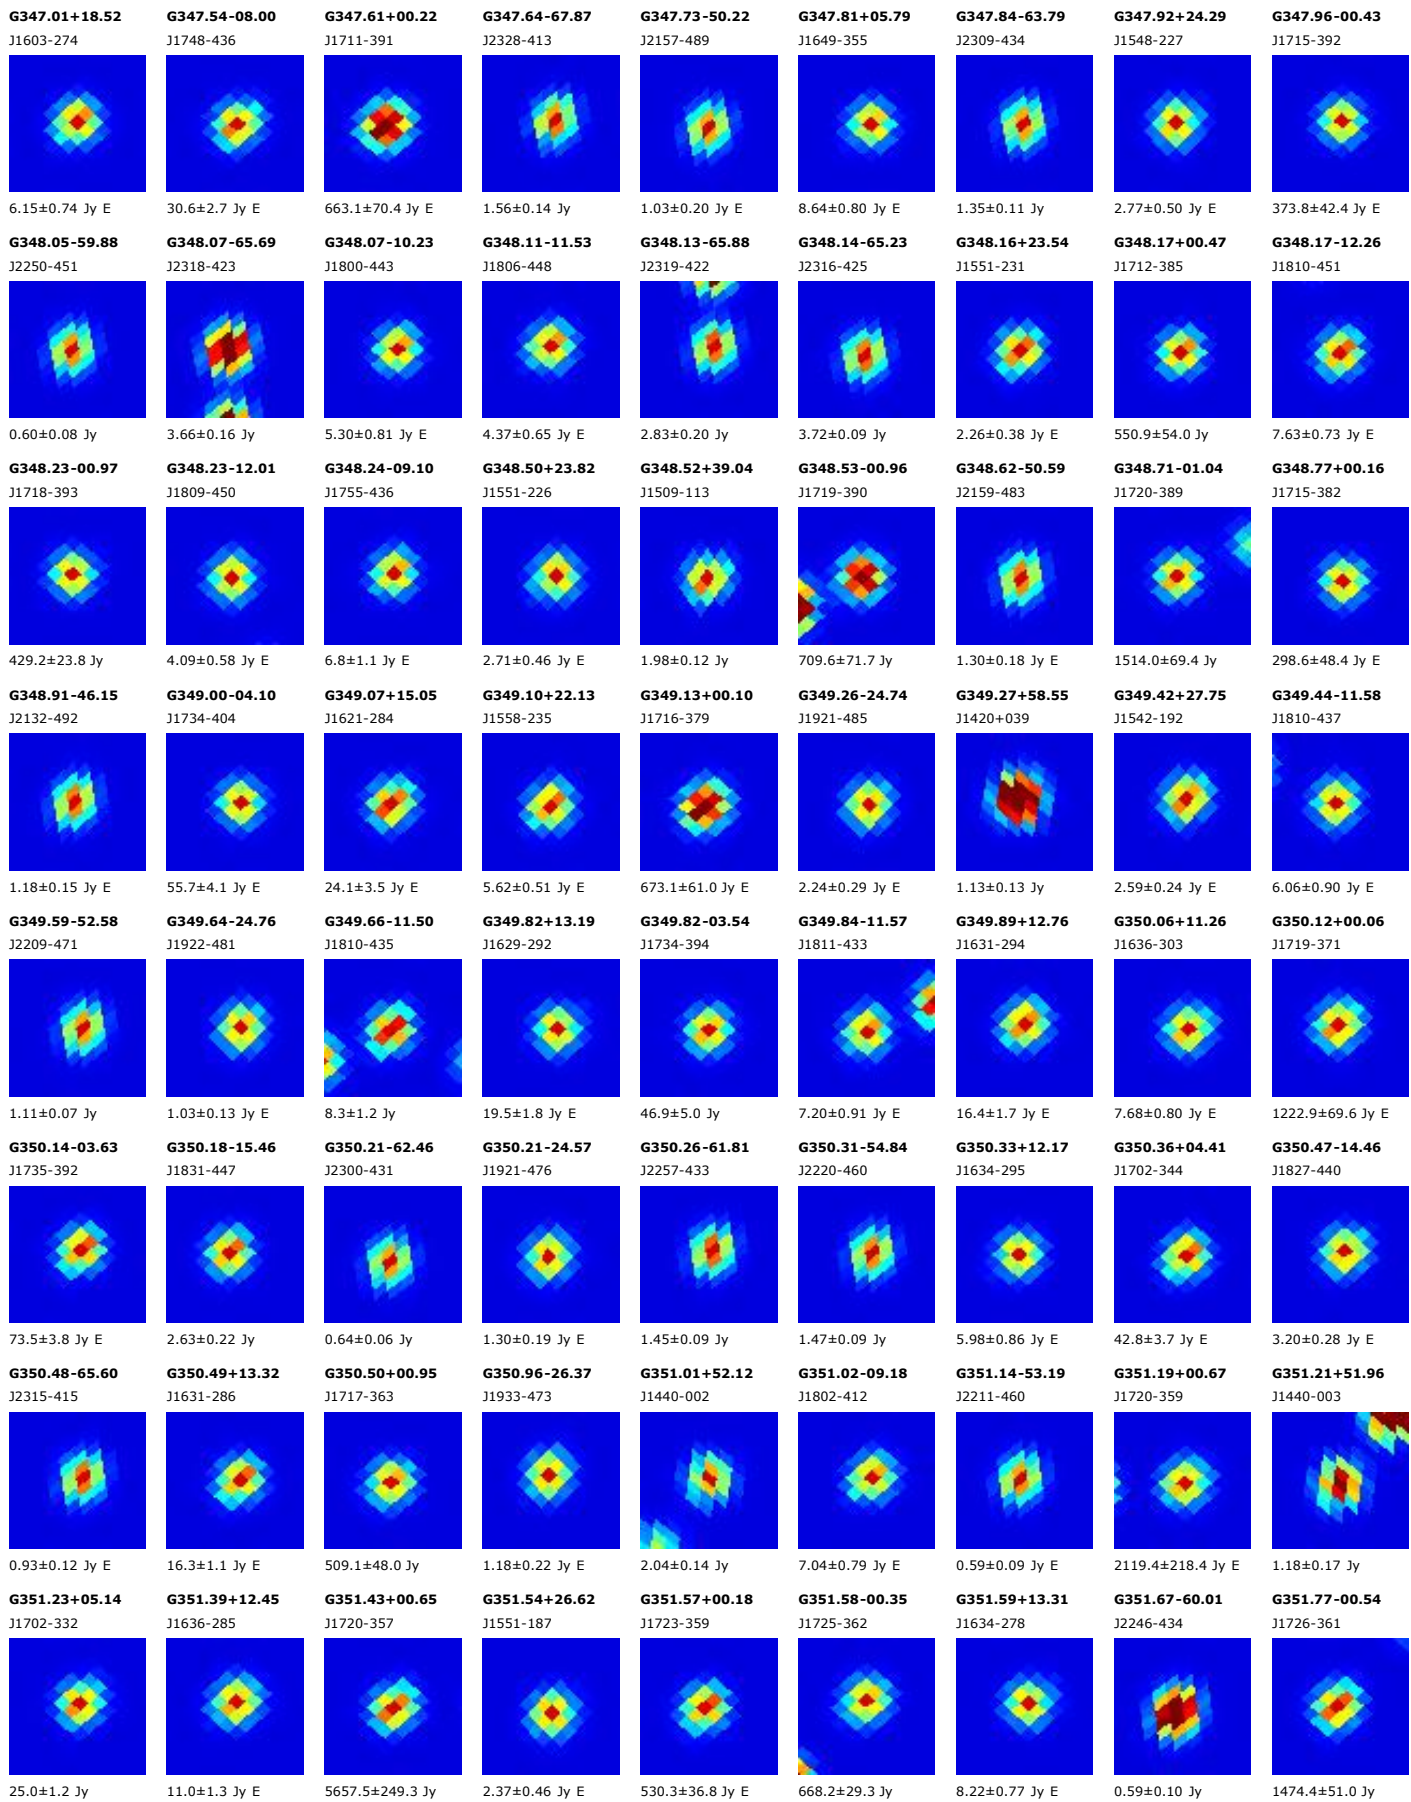 G347.01+18.52 G347.54-08.00 G347.61+00.22 G347.64-67.87 G347.73-50.22 G347.81+05.79 G347.84-63.79 G347.92+24.29 G347.96-00.43
J1603-274 J1748-436 J1711-391 J2328-413 J2157-489 J1649-355 J2309-434 J1548-227 J1715-392
6.15±0.74 Jy E 30.6±2.7 Jy E 663.1±70.4 Jy E 1.56±0.14 Jy 1.03±0.20 Jy E 8.64±0.80 Jy E 1.35±0.11 Jy 2.77±0.50 Jy E 373.8±42.4 Jy E
G348.05-59.88 G348.07-65.69 G348.07-10.23 G348.11-11.53 G348.13-65.88 G348.14-65.23 G348.16+23.54 G348.17+00.47 G348.17-12.26
J2250-451 J2318-423 J1800-443 J1806-448 J2319-422 J2316-425 J1551-231 J1712-385 J1810-451
0.60±0.08 Jy 3.66±0.16 Jy 5.30±0.81 Jy E 4.37±0.65 Jy E 2.83±0.20 Jy 3.72±0.09 Jy 2.26±0.38 Jy E 550.9±54.0 Jy 7.63±0.73 Jy E
G348.23-00.97 G348.23-12.01 G348.24-09.10 G348.50+23.82 G348.52+39.04 G348.53-00.96 G348.62-50.59 G348.71-01.04 G348.77+00.16
J1718-393 J1809-450 J1755-436 J1551-226 J1509-113 J1719-390 J2159-483 J1720-389 J1715-382
429.2±23.8 Jy 4.09±0.58 Jy E 6.8±1.1 Jy E 2.71±0.46 Jy E 1.98±0.12 Jy 709.6±71.7 Jy 1.30±0.18 Jy E 1514.0±69.4 Jy 298.6±48.4 Jy E
G348.91-46.15 G349.00-04.10 G349.07+15.05 G349.10+22.13 G349.13+00.10 G349.26-24.74 G349.27+58.55 G349.42+27.75 G349.44-11.58
J2132-492 J1734-404 J1621-284 J1558-235 J1716-379 J1921-485 J1420+039 J1542-192 J1810-437
1.18±0.15 Jy E 55.7±4.1 Jy E 24.1±3.5 Jy E 5.62±0.51 Jy E 673.1±61.0 Jy E 2.24±0.29 Jy E 1.13±0.13 Jy 2.59±0.24 Jy E 6.06±0.90 Jy E
G349.59-52.58 G349.64-24.76 G349.66-11.50 G349.82+13.19 G349.82-03.54 G349.84-11.57 G349.89+12.76 G350.06+11.26 G350.12+00.06
J2209-471 J1922-481 J1810-435 J1629-292 J1734-394 J1811-433 J1631-294 J1636-303 J1719-371
1.11±0.07 Jy 1.03±0.13 Jy E 8.3±1.2 Jy 19.5±1.8 Jy E 46.9±5.0 Jy 7.20±0.91 Jy E 16.4±1.7 Jy E 7.68±0.80 Jy E 1222.9±69.6 Jy E
G350.14-03.63 G350.18-15.46 G350.21-62.46 G350.21-24.57 G350.26-61.81 G350.31-54.84 G350.33+12.17 G350.36+04.41 G350.47-14.46
J1735-392 J1831-447 J2300-431 J1921-476 J2257-433 J2220-460 J1634-295 J1702-344 J1827-440
73.5±3.8 Jy E 2.63±0.22 Jy 0.64±0.06 Jy 1.30±0.19 Jy E 1.45±0.09 Jy 1.47±0.09 Jy 5.98±0.86 Jy E 42.8±3.7 Jy E 3.20±0.28 Jy E
G350.48-65.60 G350.49+13.32 G350.50+00.95 G350.96-26.37 G351.01+52.12 G351.02-09.18 G351.14-53.19 G351.19+00.67 G351.21+51.96
J2315-415 J1631-286 J1717-363 J1933-473 J1440-002 J1802-412 J2211-460 J1720-359 J1440-003
0.93±0.12 Jy E 16.3±1.1 Jy E 509.1±48.0 Jy 1.18±0.22 Jy E 2.04±0.14 Jy 7.04±0.79 Jy E 0.59±0.09 Jy E 2119.4±218.4 Jy E 1.18±0.17 Jy
G351.23+05.14 G351.39+12.45 G351.43+00.65 G351.54+26.62 G351.57+00.18 G351.58-00.35 G351.59+13.31 G351.67-60.01 G351.77-00.54
J1702-332 J1636-285 J1720-357 J1551-187 J1723-359 J1725-362 J1634-278 J2246-434 J1726-361
25.0±1.2 Jy 11.0±1.3 Jy E 5657.5±249.3 Jy 2.37±0.46 Jy E 530.3±36.8 Jy E 668.2±29.3 Jy 8.22±0.77 Jy E 0.59±0.10 Jy 1474.4±51.0 Jy